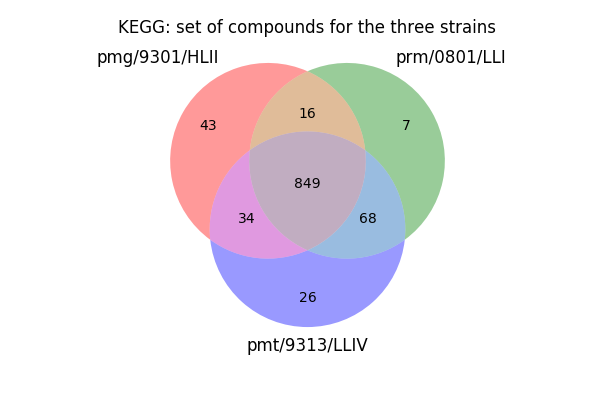 KEGG: set of compounds for the three strains
pmg/9301/HLII
prm/0801/LLI
16
43
7
849
34
68
26
pmt/9313/LLIV